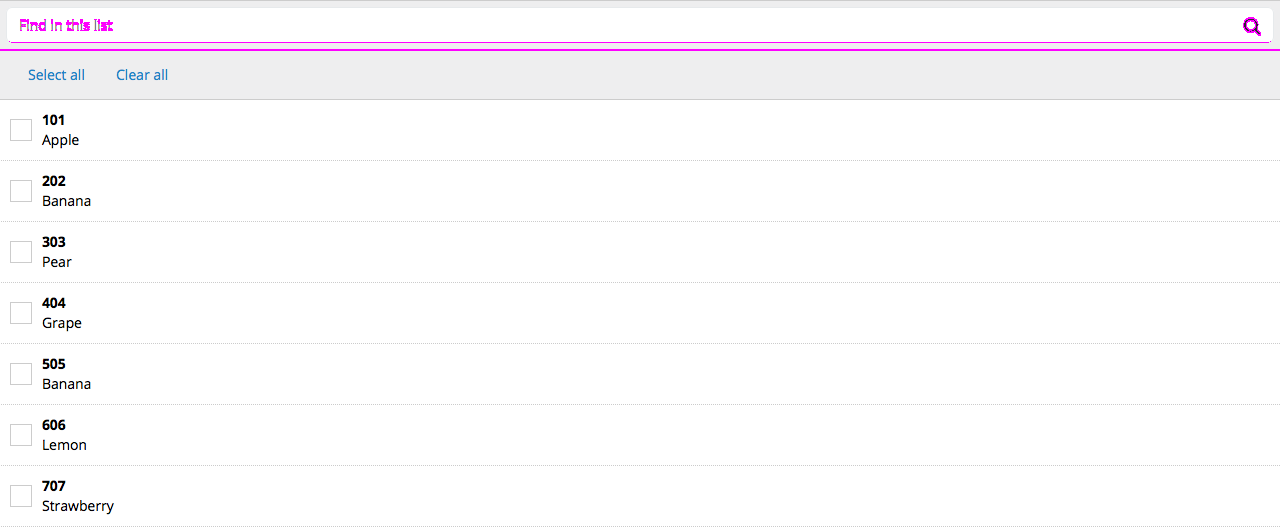 Find in this list
Select all Clear all
101
Apple
202
Banana
303
Pear
404
Grape
505
Banana
606
Lemon
707
Strawberry